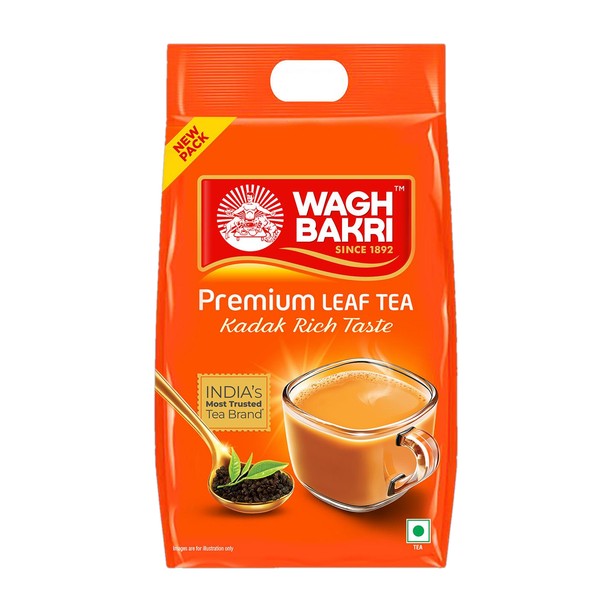 NEW
PACK
WAGH™
BAKRI
SINCE 1892
Premium LEAF TEA
Kadak Rich Taste
INDIA's
Most Trusted
Tea Brand*
Images are for illustration only
TEA